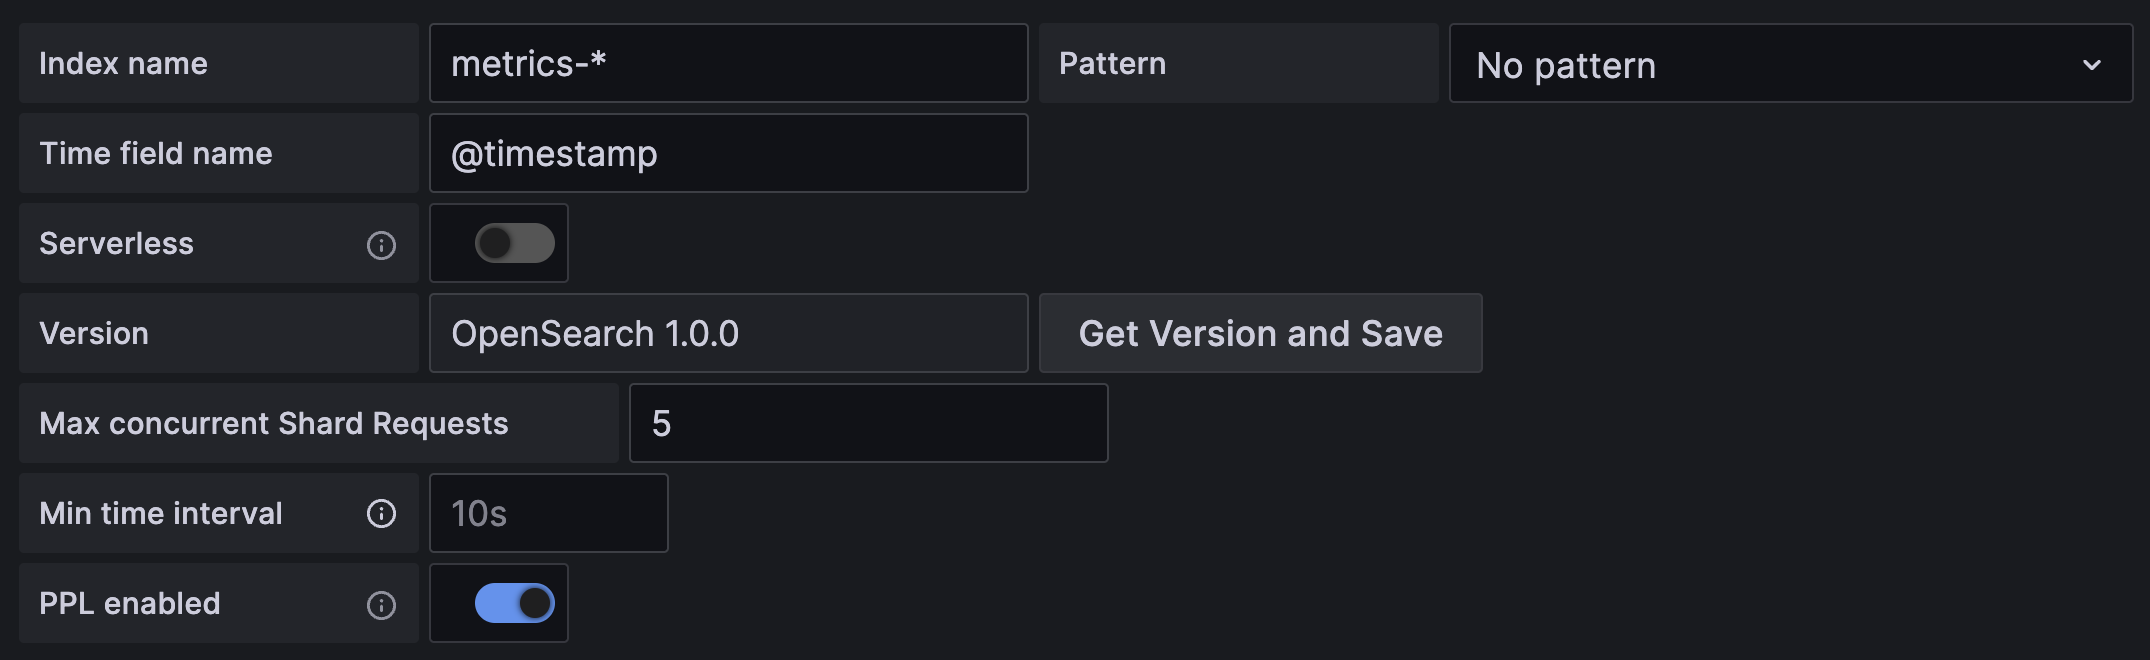 Index name metrics-* Pattern No pattern
Time field name @timestamp
Serverless
Version OpenSearch 1.0.0 Get Version and Save
Max concurrent Shard Requests 5
Min time interval 10s
PPL enabled